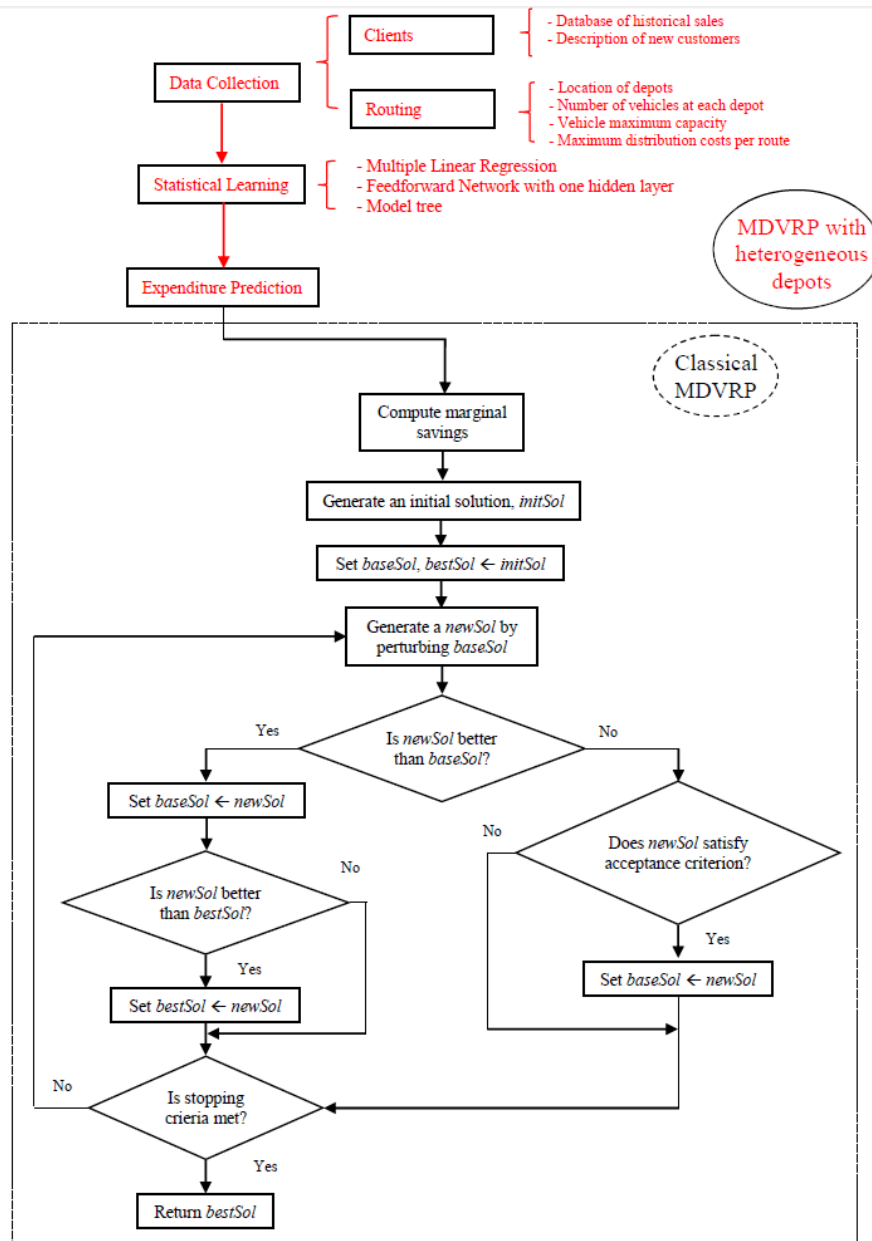 Clients
- Database of historical sales
- Description of new customers
Data Collection
Routing
- Location of depots
- Number of vehicles at each depot
- Vehicle maximum capacity
- Maximum distribution costs per route
Statistical Learning
- Multiple Linear Regression
- Feedforward Network with one hidden layer
- Model tree
MDVRP with
heterogeneous
depots
Expenditure Prediction
Classical
MDVRP
Compute marginal
savings
Generate an initial solution, initSol
Set baseSol, bestSol ← initSol
Generate a newSol by
perturbing baseSol
Is newSol better
than baseSol?
Yes
No
Set baseSol ← newSol
Does newSol satisfy
acceptance criterion?
No
Is newSol better
than bestSol?
No
Yes
Yes
Set bestSol ← newSol
Set baseSol ← newSol
Is stopping
crieria met?
No
Yes
Return bestSol